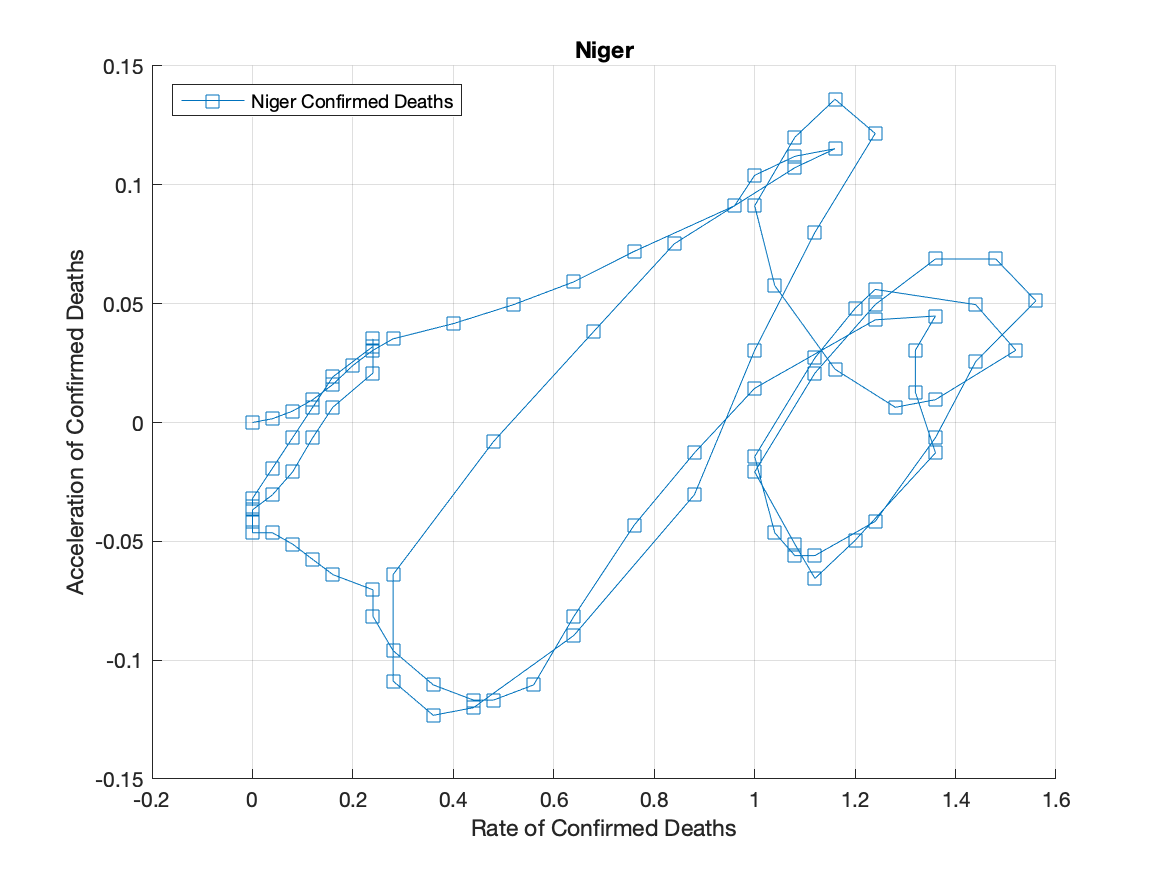 Niger
Niger Confirmed Deaths
0.15
0.1
0.05
0
-0.05
-0.1
-0.15
Acceleration of Confirmed Deaths
-0.2 0 0.2 0.4 0.6 0.8 1 1.2 1.4 1.6
Rate of Confirmed Deaths